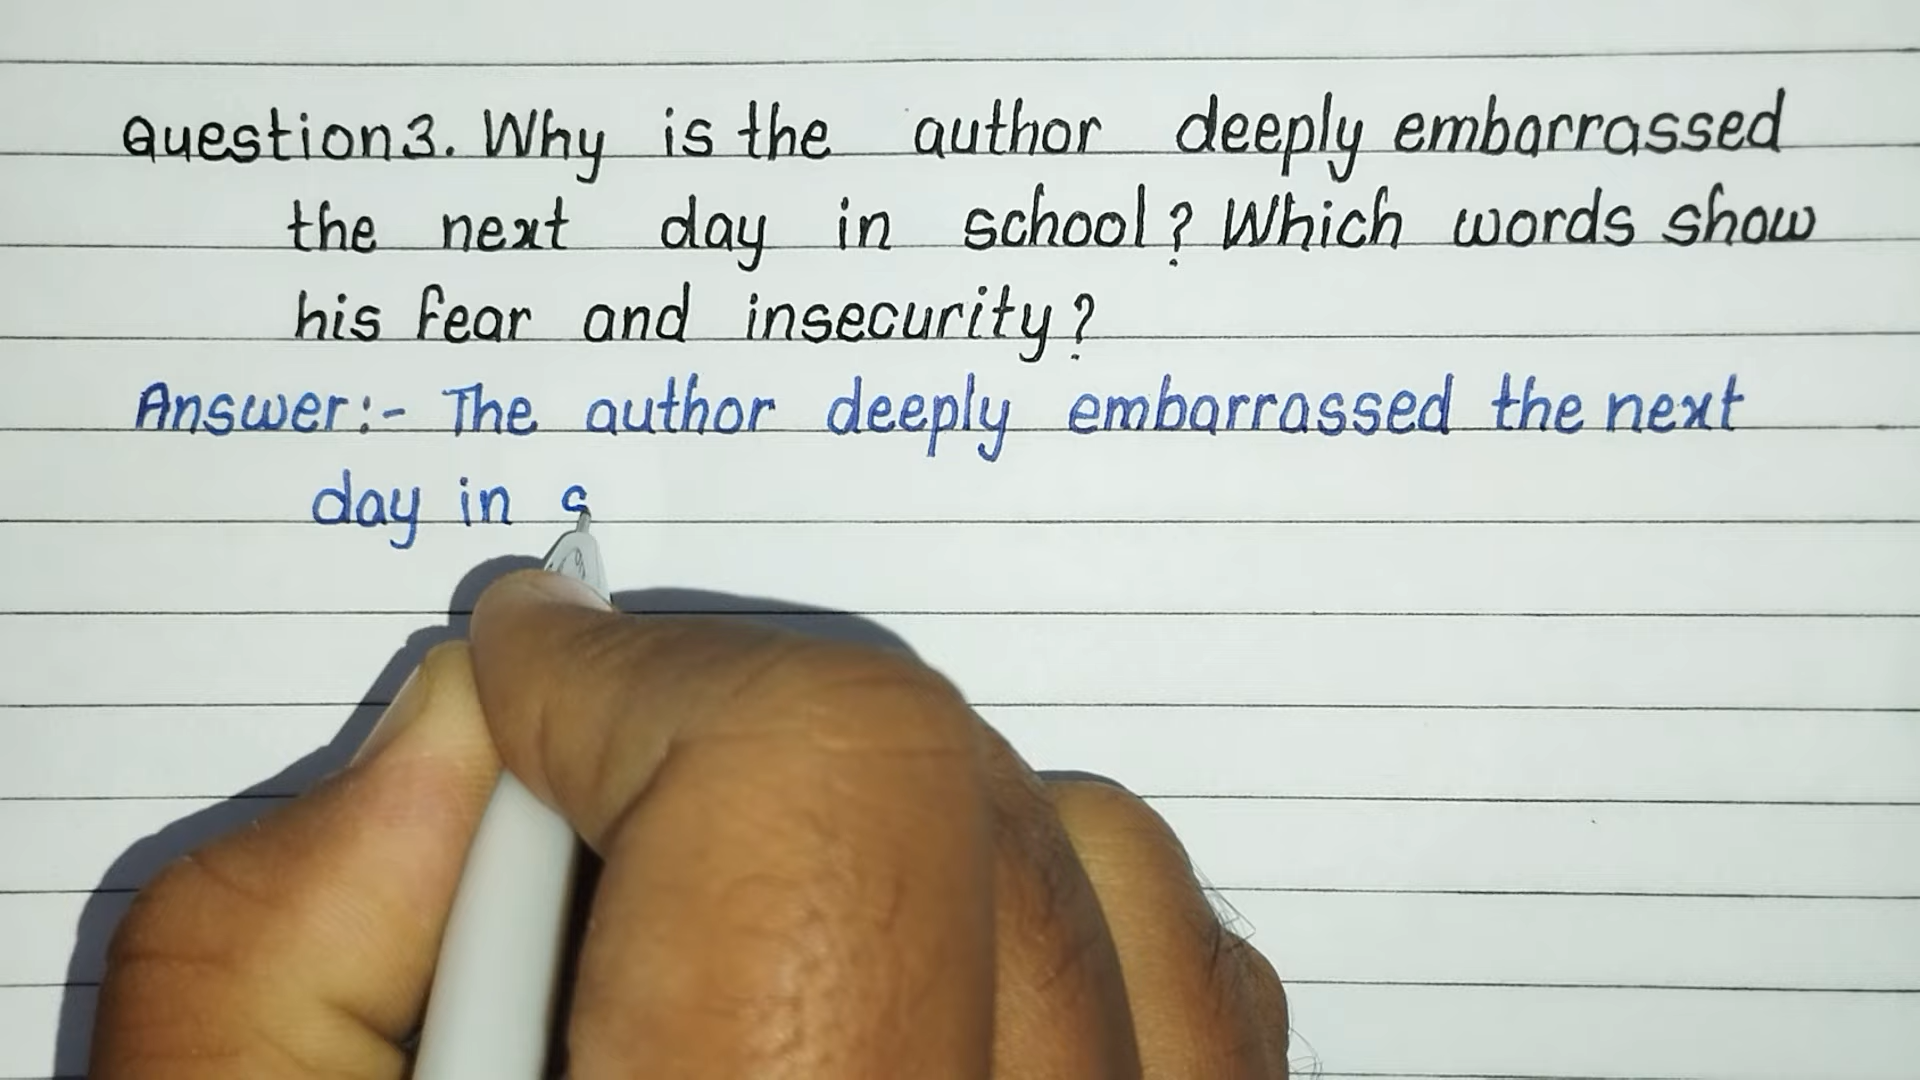 Question3. Why is the author deeply embarrassed
the next day in school? Which words show
his fear and insecurity?
Answer:- The author deeply embarrassed the next
day in s